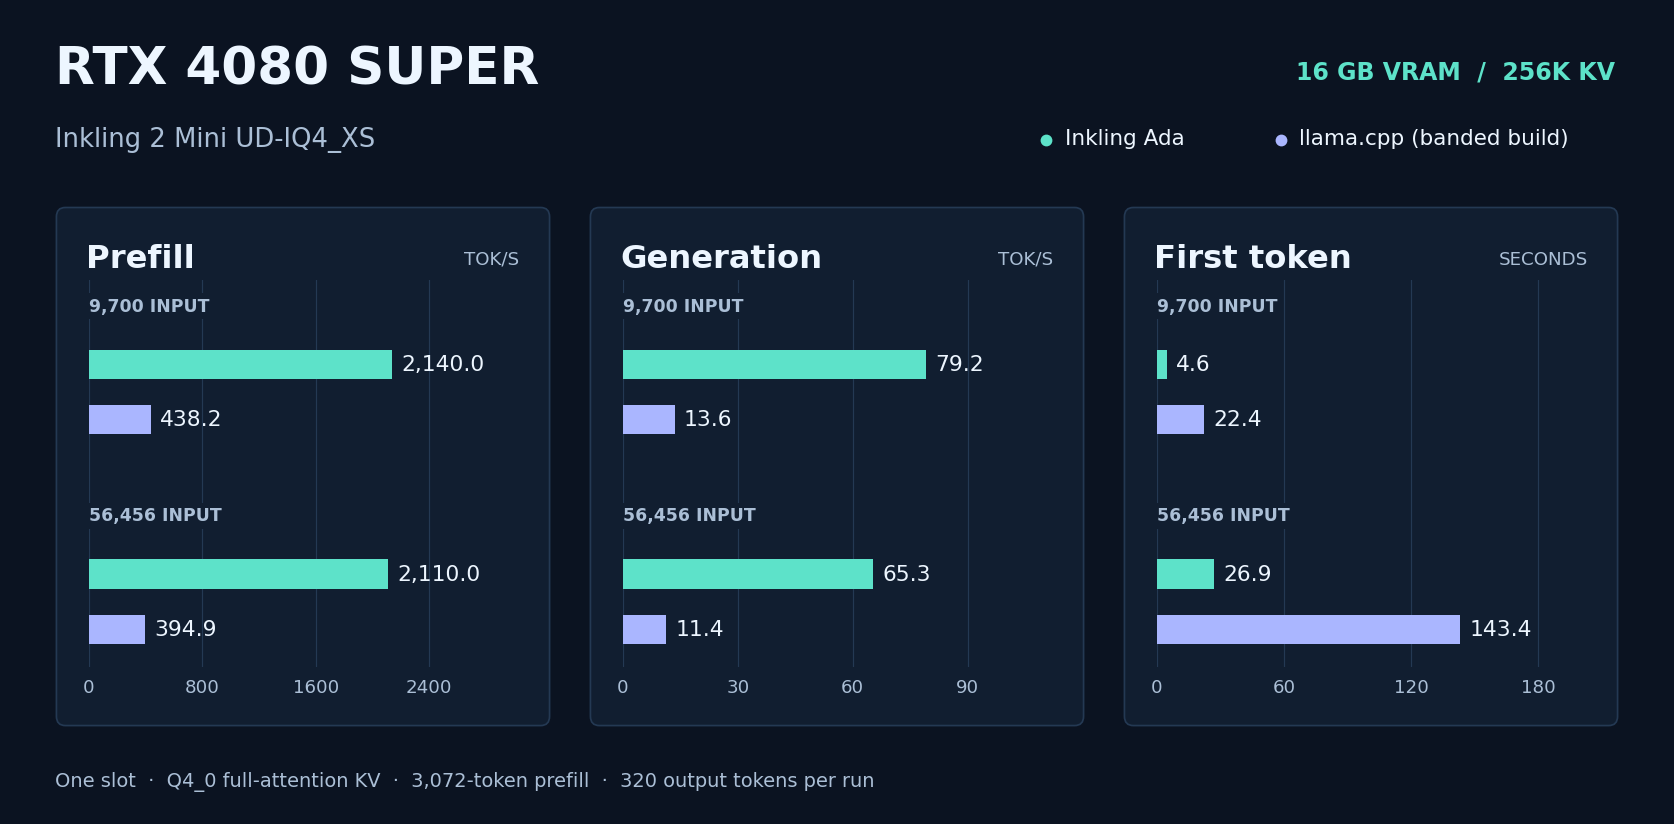 RTX 4080 SUPER
16 GB VRAM / 256K KV
Inkling 2 Mini UD-IQ4_XS
Inkling Ada
llama.cpp (banded build)
Prefill
TOK/S
9,700 INPUT
2,140.0
438.2
56,456 INPUT
2,110.0
394.9
0 800 1600 2400
Generation
TOK/S
9,700 INPUT
79.2
13.6
56,456 INPUT
65.3
11.4
0 30 60 90
First token
SECONDS
9,700 INPUT
4.6
22.4
56,456 INPUT
26.9
143.4
0 60 120 180
One slot · Q4_0 full-attention KV · 3,072-token prefill · 320 output tokens per run